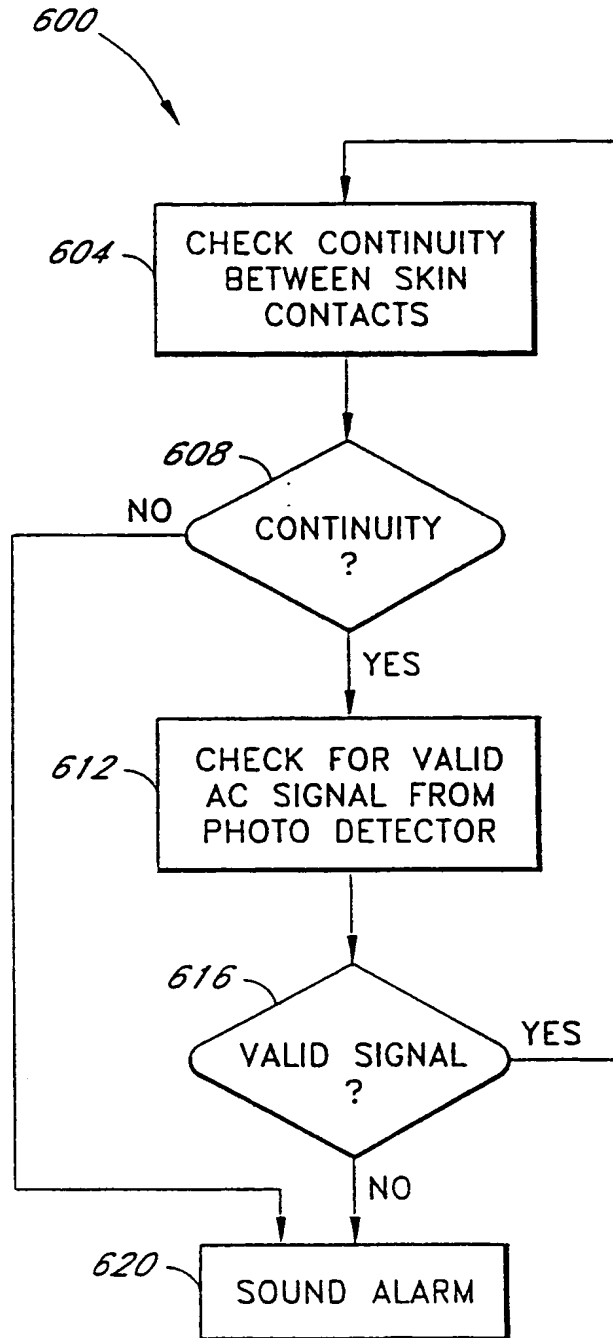 600
604
CHECK CONTINUITY
BETWEEN SKIN
CONTACTS
608
NO
CONTINUITY
?
YES
612
CHECK FOR VALID
AC SIGNAL FROM
PHOTO DETECTOR
616
VALID SIGNAL
?
YES
NO
620
SOUND ALARM